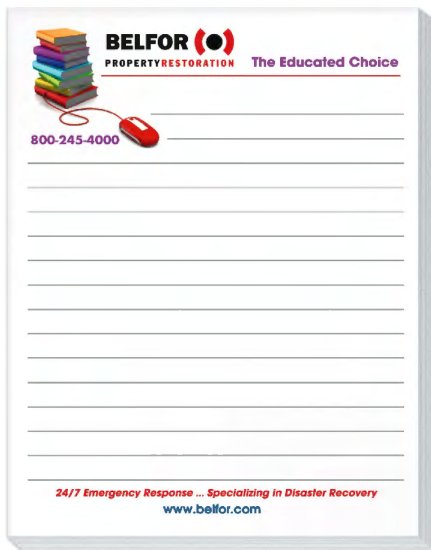 BELFOR
PROPERTYRESTORATION
The Educated Choice
800-245-4000
24/7 Emergency Response ... Specializing in Disaster Recovery
www.belfor.com